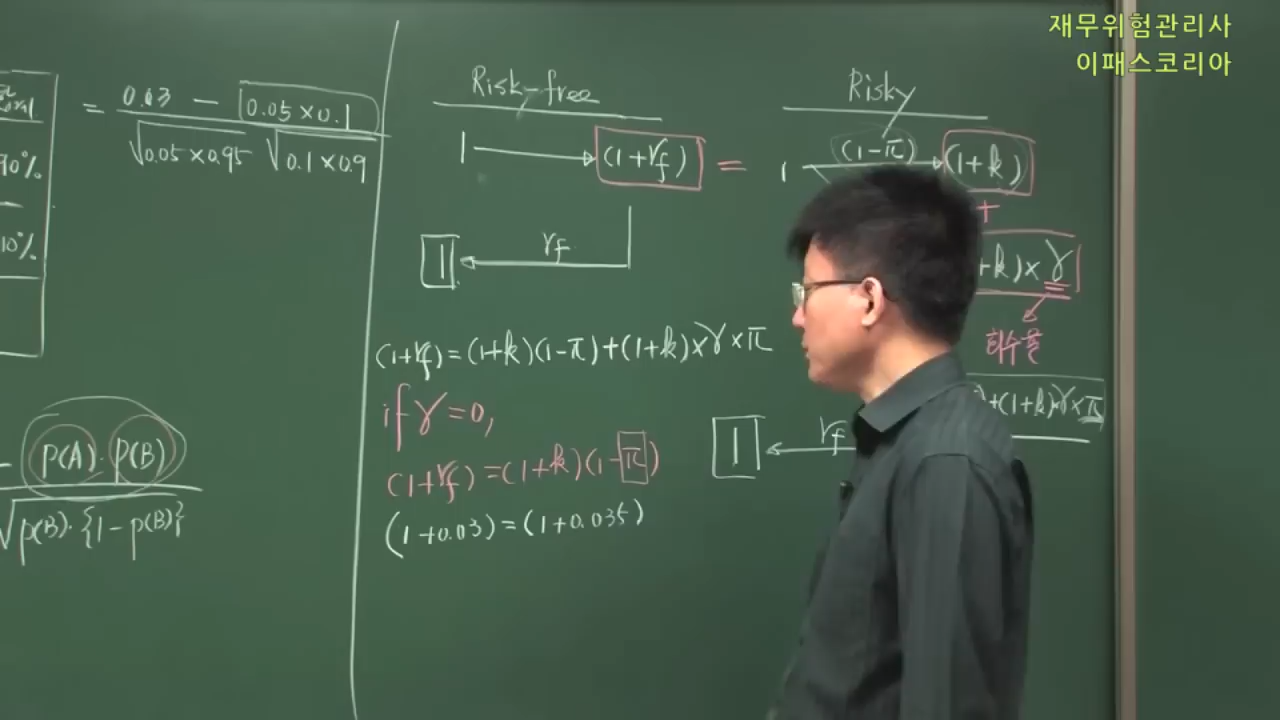 재무위험관리사
이패스코리아
90%
10%
= 0.03 - 0.05×0.1
√0.05×0.95 √0.1×0.9
P(A)·P(B)
√P(B)·{1-P(B)}
Risk-free
1 → (1+rf) =
1 ← rf
Risky
1 (1-π) → (1+k)
+
+k)×γ
회수율
)+(1+k)×γ×π
1 ← rf
(1+rf)=(1+k)(1-π)+(1+k)×γ×π
if γ=0,
(1+rf)=(1+k)(1-π)
(1+0.03)=(1+0.035)